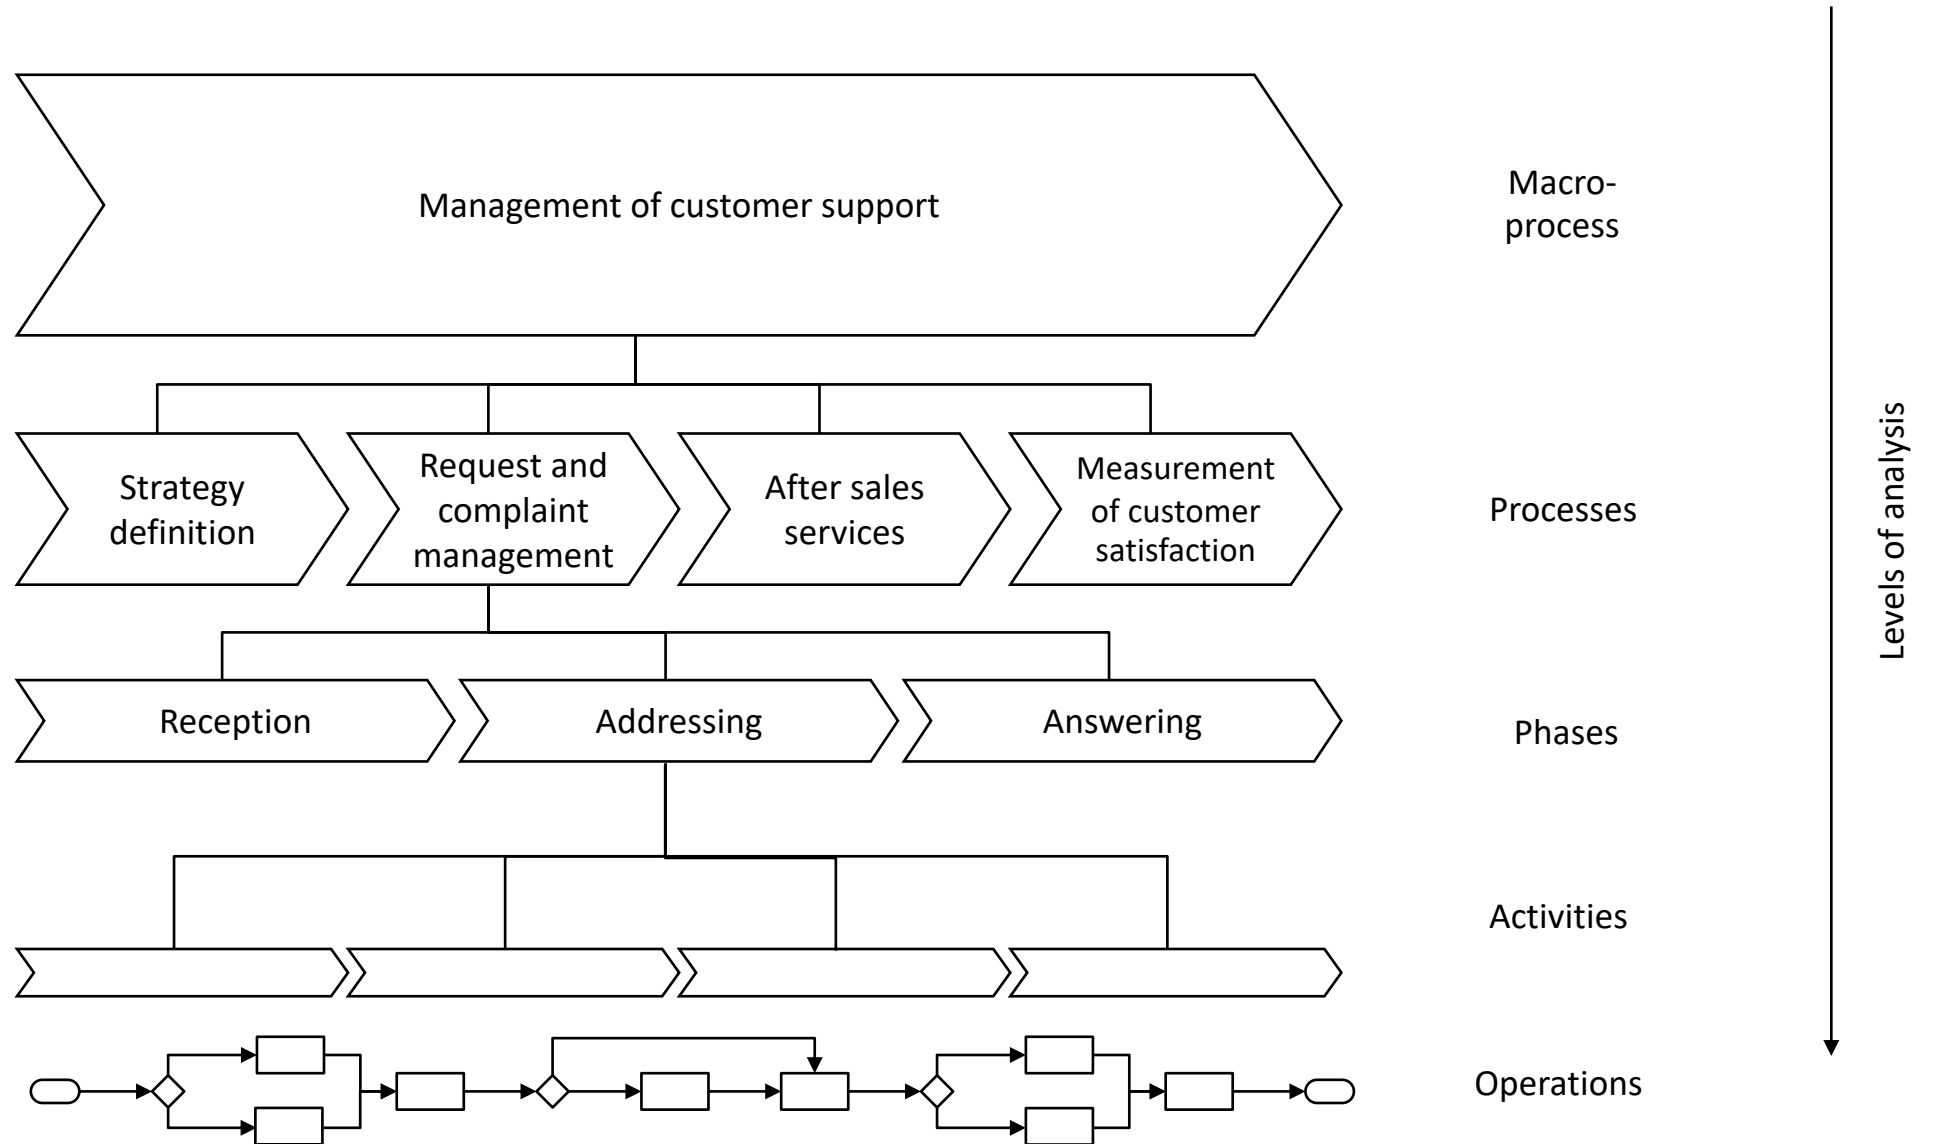 Management of customer support
Macro-
process
Strategy
definition
Request and
complaint
management
After sales
services
Measurement
of customer
satisfaction
Processes
Reception
Addressing
Answering
Phases
Activities
Operations
Levels of analysis